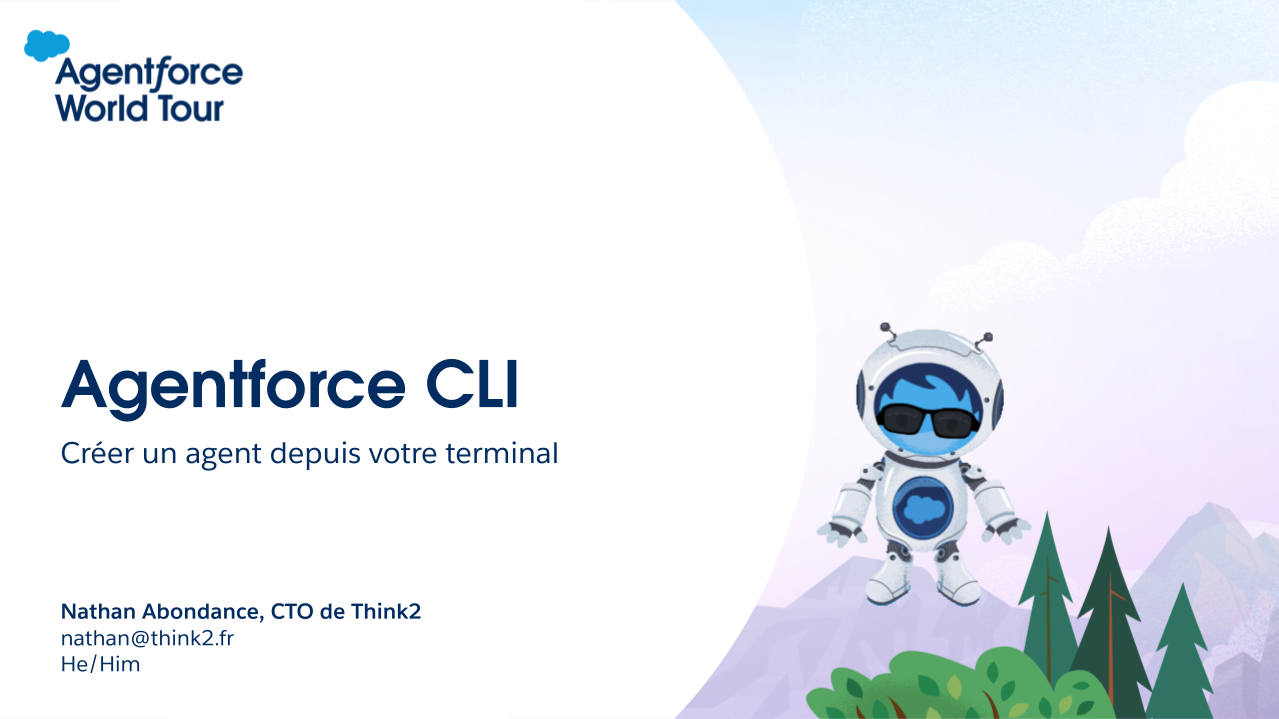 Agentforce
World Tour
Agentforce CLI
Créer un agent depuis votre terminal
Nathan Abondance, CTO de Think2
nathan@think2.fr
He/Him